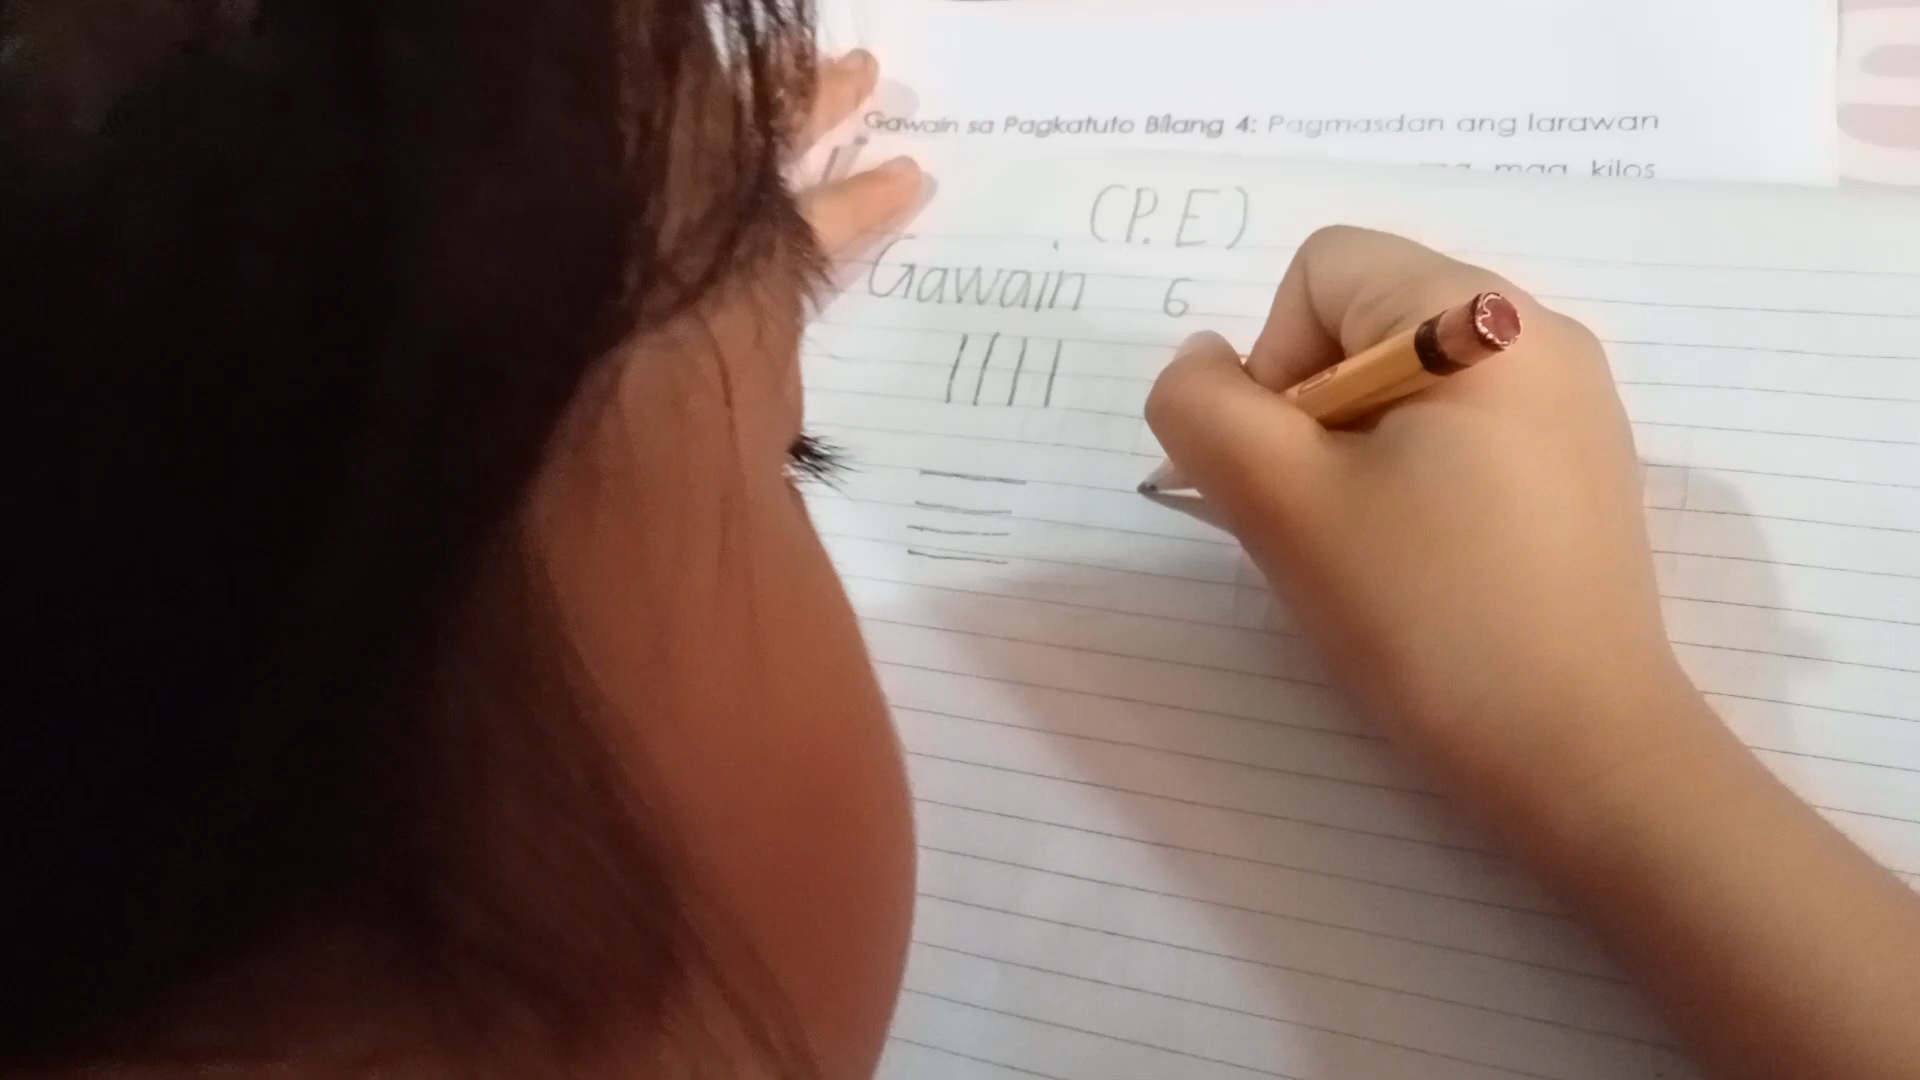 Gawain sa Pagkatuto Bilang 4: Pagmasdan ang larawan
mga kilos
(P.E)
Gawain 6